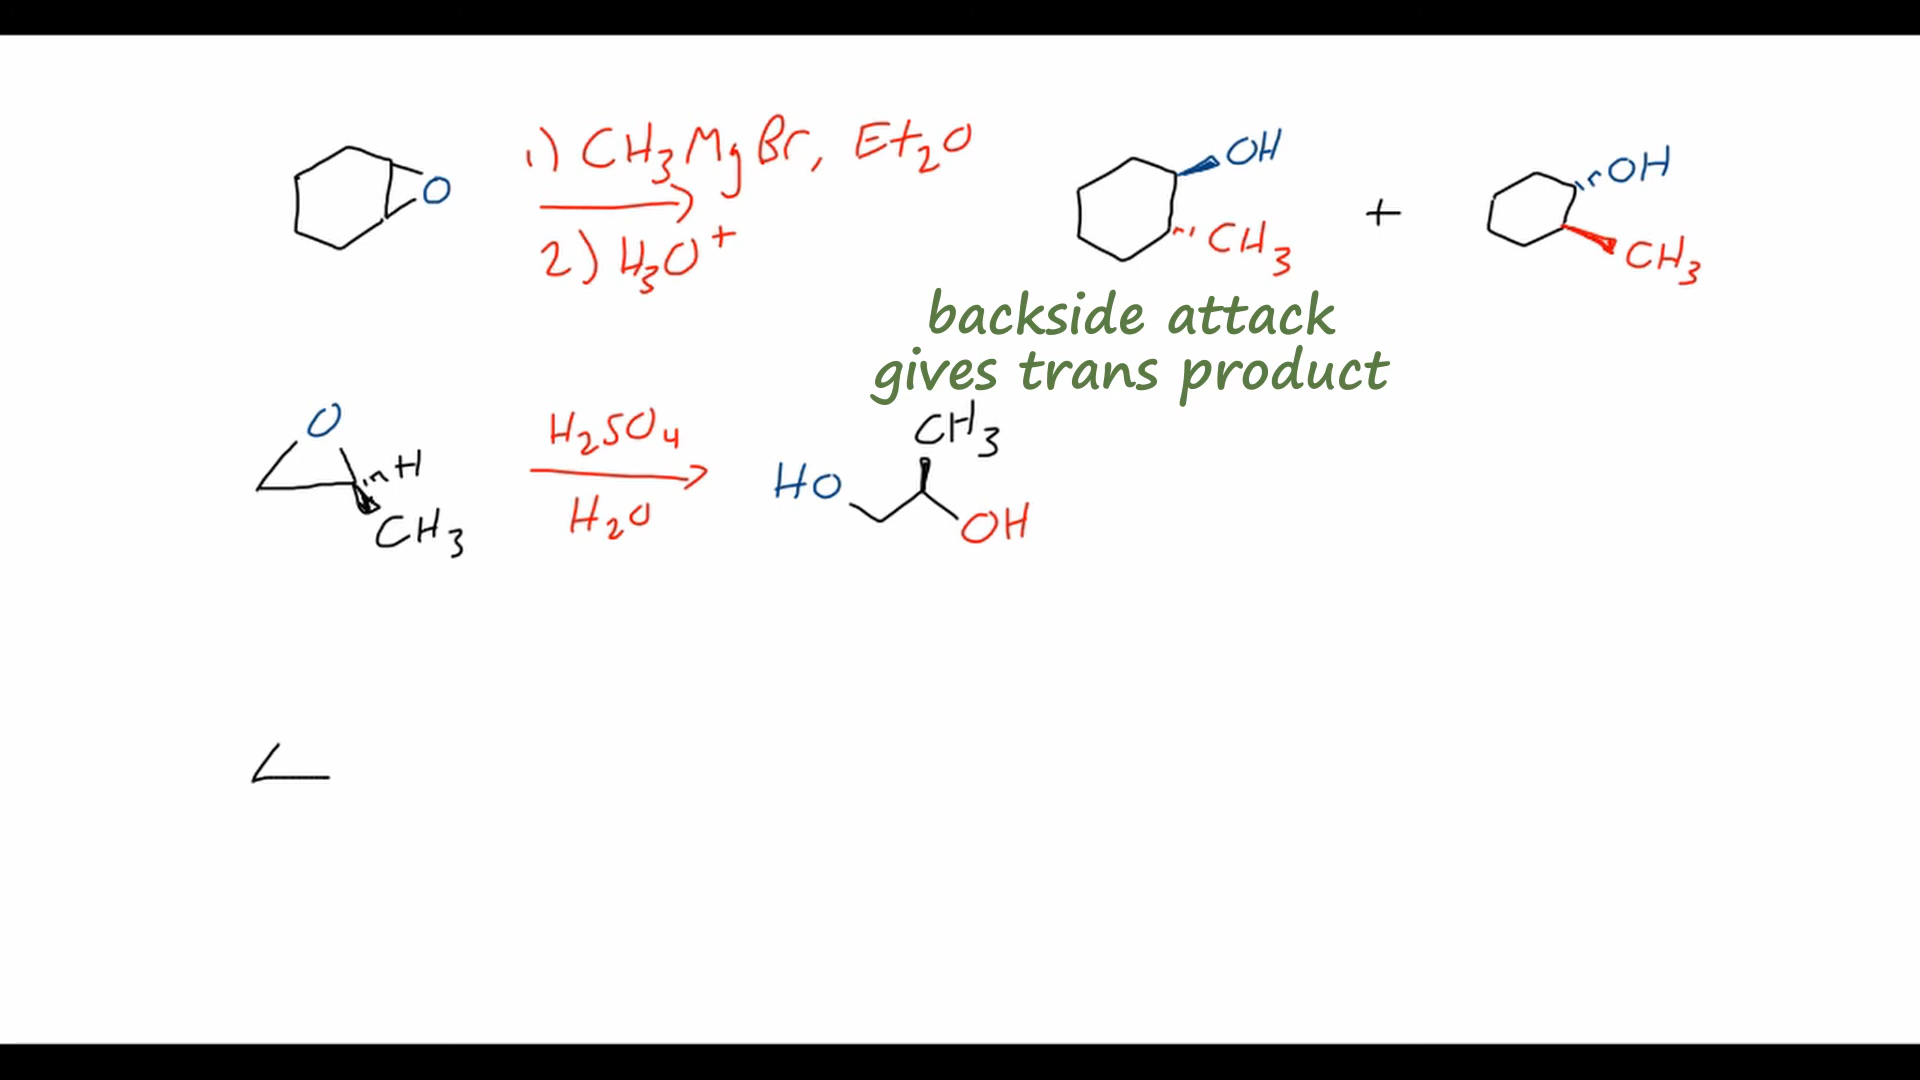 1) CH3MgBr, Et2O
2) H3O+
O
OH
CH3
+
OH
CH3
backside attack
gives trans product
O
H
CH3
H2SO4
H2O
CH3
HO
OH